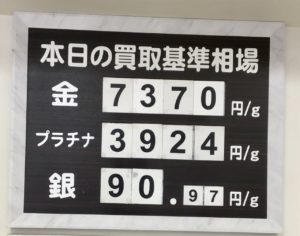 本日の買取基準相場
金 7370 円/g
プラチナ 3924 円/g
銀 90.97 円/g